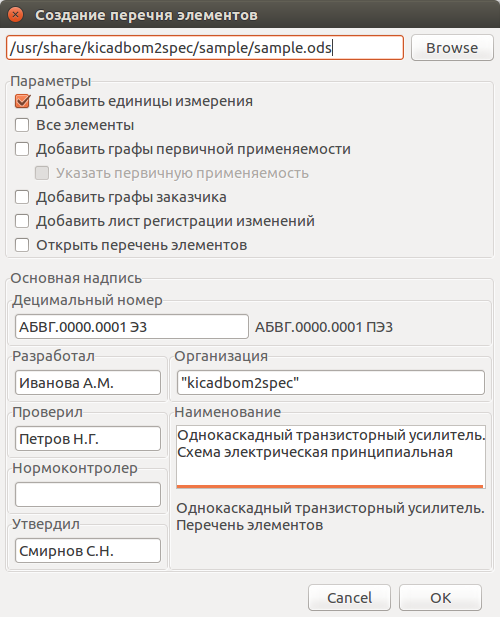 Создание перечня элементов
/usr/share/kicadbom2spec/sample/sample.ods
Browse
Параметры
Добавить единицы измерения
Все элементы
Добавить графы первичной применяемости
Указать первичную применяемость
Добавить графы заказчика
Добавить лист регистрации изменений
Открыть перечень элементов
Основная надпись
Децимальный номер
АБВГ.0000.0001 Э3
АБВГ.0000.0001 ПЭ3
Разработал
Иванова А.М.
Организация
"kicadbom2spec"
Проверил
Петров Н.Г.
Наименование
Однокаскадный транзисторный усилитель.
Схема электрическая принципиальная
Нормоконтролер
Однокаскадный транзисторный усилитель.
Перечень элементов
Утвердил
Смирнов С.Н.
Cancel
OK